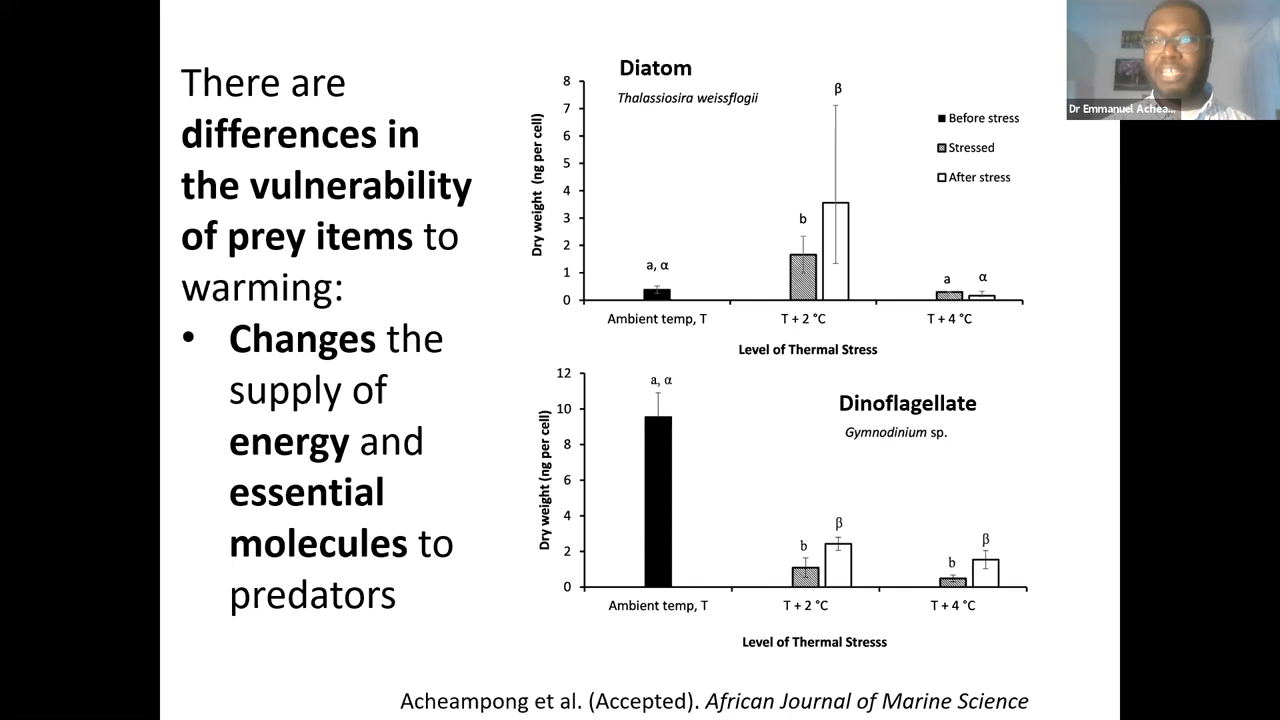 There are
differences in
the vulnerability
of prey items to
warming:
• Changes the
supply of
energy and
essential
molecules to
predators
Diatom
Thalassiosira weissflogii
Dry weight (ng per cell)
8
7
6
5
4
3
2
1
0
a, α
b
β
a
α
Before stress
Stressed
After stress
Ambient temp, T
T + 2 °C
T + 4 °C
Level of Thermal Stress
Dinoflagellate
Gymnodinium sp.
Dry weight (ng per cell)
12
10
8
6
4
2
0
a, α
b
β
b
β
Ambient temp, T
T + 2 °C
T + 4 °C
Level of Thermal Stresss
Acheampong et al. (Accepted). African Journal of Marine Science
Dr Emmanuel Achea...